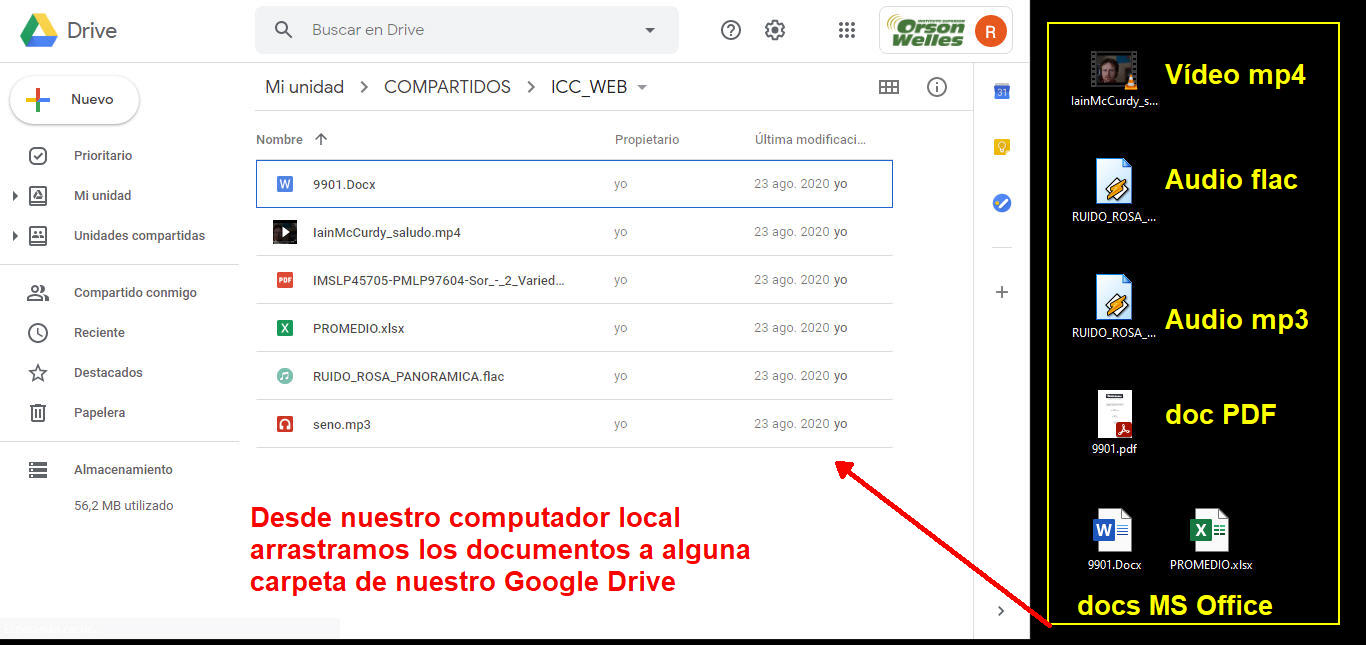 Drive
Buscar en Drive
INSTITUTO SUPERIOR
Orson
Welles
R
Nuevo
Prioritario
Mi unidad
Unidades compartidas
Compartido conmigo
Reciente
Destacados
Papelera
Almacenamiento
56,2 MB utilizado
Mi unidad > COMPARTIDOS > ICC_WEB
Nombre Propietario Última modificaci...
W 9901.Docx yo 23 ago. 2020 yo
IainMcCurdy_saludo.mp4 yo 23 ago. 2020 yo
PDF IMSLP45705-PMLP97604-Sor_-_2_Varied... yo 23 ago. 2020 yo
X PROMEDIO.xlsx yo 23 ago. 2020 yo
RUIDO_ROSA_PANORAMICA.flac yo 23 ago. 2020 yo
seno.mp3 yo 23 ago. 2020 yo
Desde nuestro computador local
arrastramos los documentos a alguna
carpeta de nuestro Google Drive
31
IainMcCurdy_s...
Vídeo mp4
RUIDO_ROSA_...
Audio flac
RUIDO_ROSA_...
Audio mp3
9901.pdf
doc PDF
W X
9901.Docx PROMEDIO.xlsx
docs MS Office